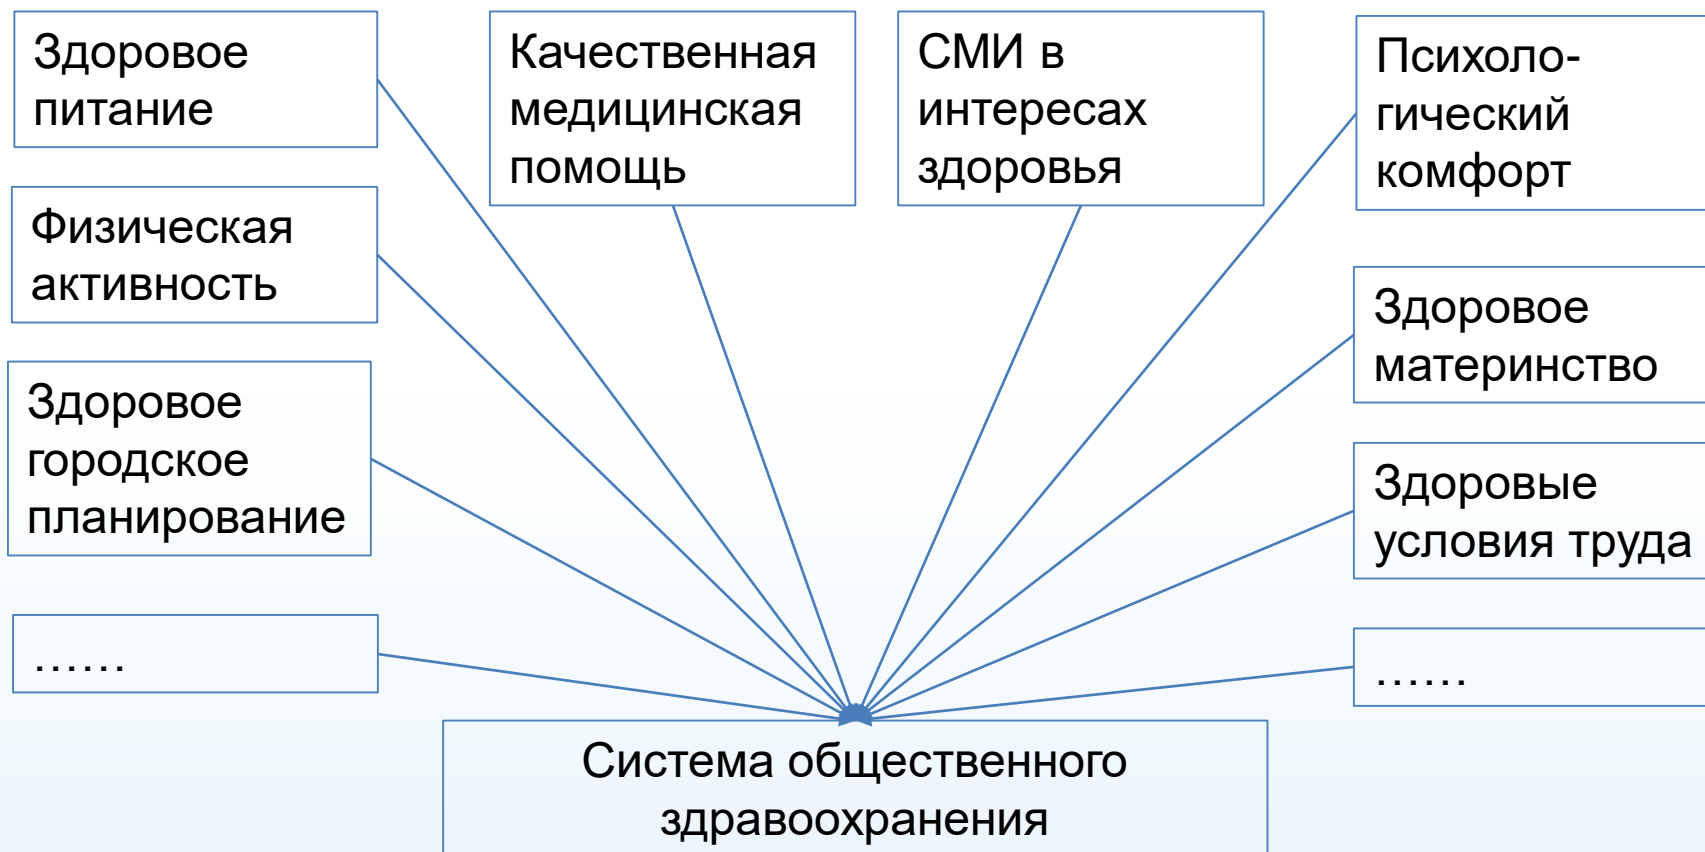 Здоровое
питание
Качественная
медицинская
помощь
СМИ в
интересах
здоровья
Психоло-
гический
комфорт
Физическая
активность
Здоровое
материнство
Здоровое
городское
планирование
Здоровые
условия труда
......
......
Система общественного
здравоохранения